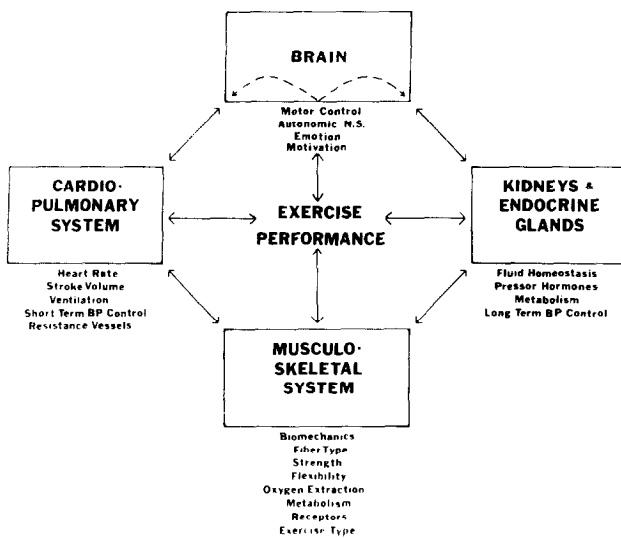 BRAIN
Motor Control
Autonomic N.S.
Emotion
Motivation
CARDIO-
PULMONARY
SYSTEM
Heart Rate
Stroke Volume
Ventilation
Short Term BP Control
Resistance Vessels
EXERCISE
PERFORMANCE
KIDNEYS &
ENDOCRINE
GLANDS
Fluid Homeostasis
Pressor Hormones
Metabolism
Long Term BP Control
MUSCULO-
SKELETAL
SYSTEM
Biomechanics
Fiber Type
Strength
Flexibility
Oxygen Extraction
Metabolism
Receptors
Exercise Type